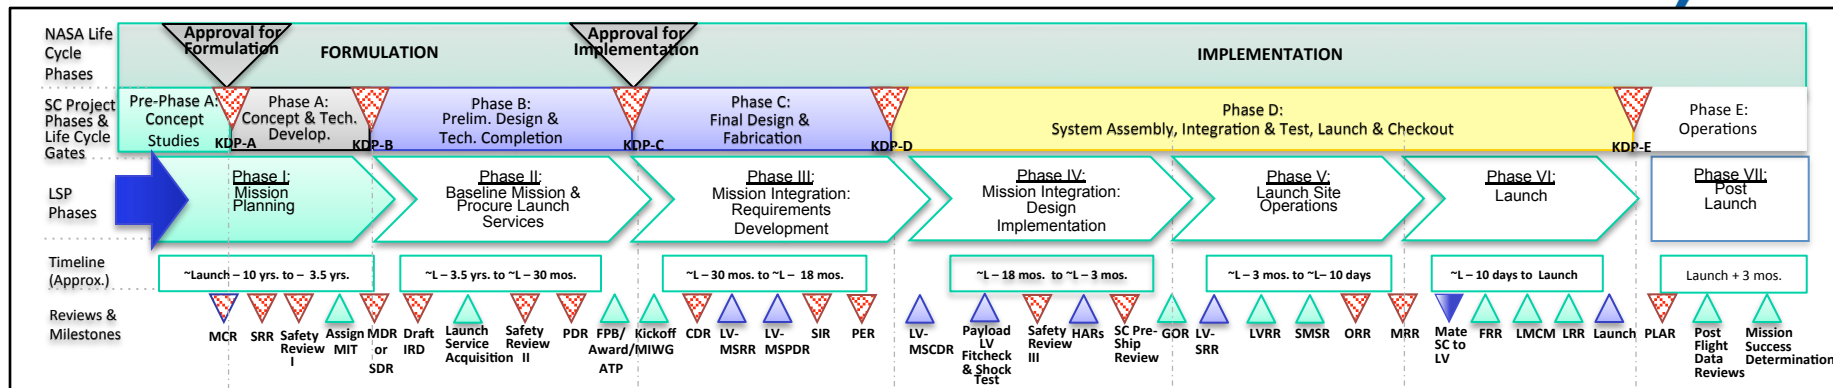 NASA Life
Cycle
Phases
Approval for
Formulation
FORMULATION
Approval for
Implementation
IMPLEMENTATION
SC Project
Phases &
Life Cycle
Gates
Pre-Phase A:
Concept
Studies
KDP-A
Phase A:
Concept & Tech.
Develop.
KDP-B
Phase B:
Prelim. Design &
Tech. Completion
KDP-C
Phase C:
Final Design &
Fabrication
KDP-D
Phase D:
System Assembly, Integration & Test, Launch & Checkout
KDP-E
Phase E:
Operations
LSP
Phases
Phase I:
Mission
Planning
Phase II:
Baseline Mission &
Procure Launch
Services
Phase III:
Mission Integration:
Requirements
Development
Phase IV:
Mission Integration:
Design
Implementation
Phase V:
Launch Site
Operations
Phase VI:
Launch
Phase VII:
Post
Launch
Timeline
(Approx.)
~Launch – 10 yrs. to – 3.5 yrs.
~L – 3.5 yrs. to ~L – 30 mos.
~L – 30 mos. to ~L – 18 mos.
~L – 18 mos. to ~L – 3 mos.
~L – 3 mos. to ~L– 10 days
~L – 10 days to Launch
Launch + 3 mos.
Reviews &
Milestones
MCR
SRR
Safety
Review
I
Assign
MIT
MDR
or
SDR
Draft
IRD
Launch
Service
Acquisition
Safety
Review
II
PDR
FPB/
Award/
ATP
Kickoff
MIWG
CDR
LV-
MSRR
LV-
MSPDR
SIR
PER
LV-
MSCDR
Payload
LV
Fitcheck
& Shock
Test
Safety
Review
III
HARs
SC Pre-
Ship
Review
GOR
LV-
SRR
LVRR
SMSR
ORR
MRR
Mate
SC to
LV
FRR
LMCM
LRR
Launch
PLAR
Post
Flight
Data
Reviews
Mission
Success
Determination